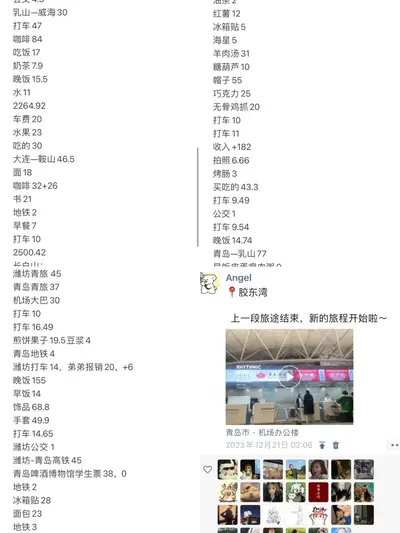 乳山—威海 30
打车 47
咖啡 84
吃饭 17
奶茶 7.9
晚饭 15.5
水 11
2264.92
车费 20
水果 23
吃的 30
大连—鞍山 46.5
面 18
咖啡 32+26
书 21
地铁 2
早餐 7
打车 10
2500.42
潍坊青旅 45
青岛青旅 37
机场大巴 30
打车 10
打车 16.49
煎饼果子 19.5豆浆 4
青岛地铁 4
潍坊打车 14，弟弟报销 20，+6
晚饭 155
早饭 14
饰品 68.8
手套 49.9
打车 14.65
潍坊公交 1
潍坊-青岛高铁 45
青岛啤酒博物馆学生票 38，0
地铁 2
冰箱贴 28
面包 23
地铁 3
红薯 12
冰箱贴 5
海星 5
羊肉汤 31
糖葫芦 10
帽子 55
巧克力 25
无骨鸡抓 20
打车 10
打车 11
收入 +182
拍照 6.66
烤肠 3
买吃的 43.3
打车 9.49
公交 1
打车 9.54
晚饭 14.74
青岛—乳山 77
Angel
胶东湾
上一段旅途结束，新的旅程开始啦～
RHYTHMIC
青岛市 · 机场办公楼
2023年12月21日 02:06